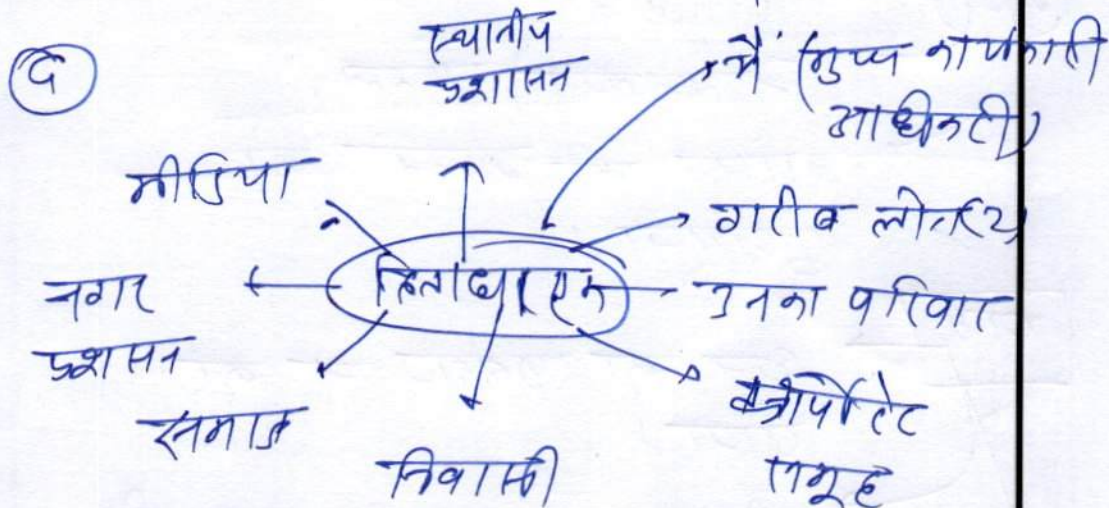 स्थानीय
प्रशासन
मैं (मुख्य कार्यकारी
अधिकारी)
मीडिया
गरीब
हितधारक
उनका परिवार
नगर
प्रशासन
कॉर्पोरेट
समूह
समाज
निवासी